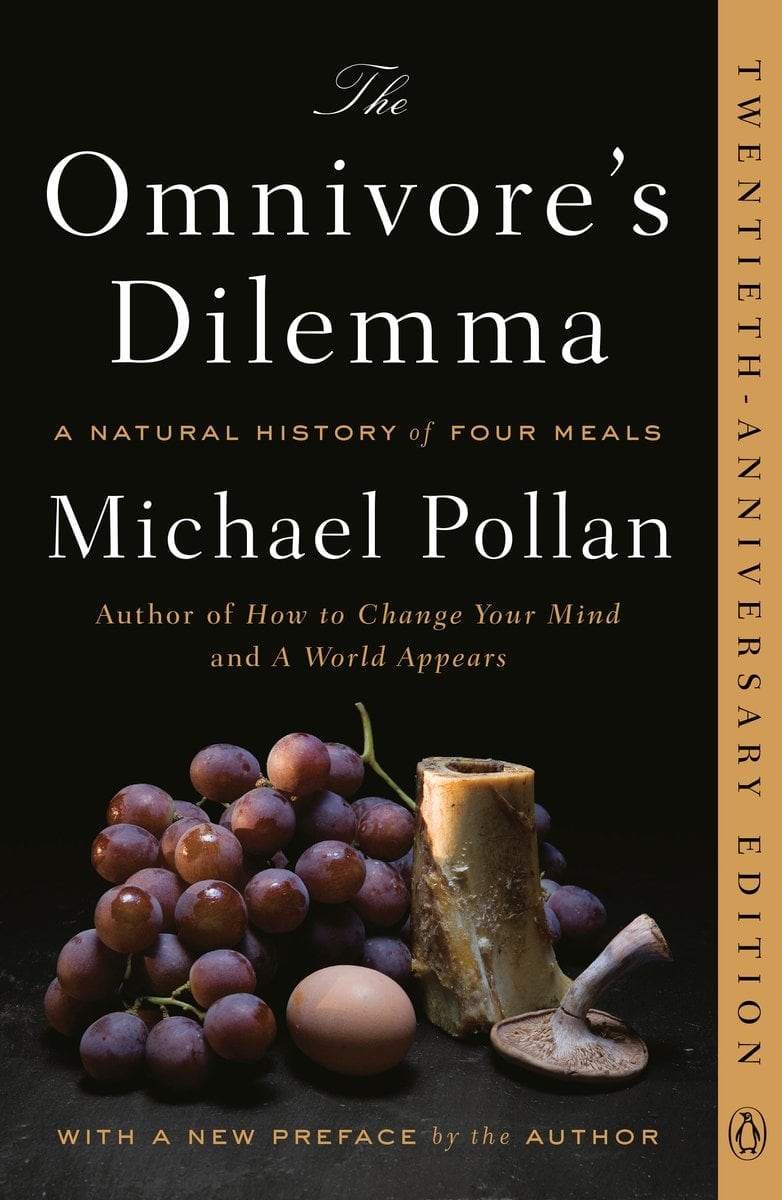 The
Omnivore's
Dilemma
A NATURAL HISTORY of FOUR MEALS
Michael Pollan
Author of How to Change Your Mind
and A World Appears
WITH A NEW PREFACE by the AUTHOR
TWENTIETH-ANNIVERSARY EDITION